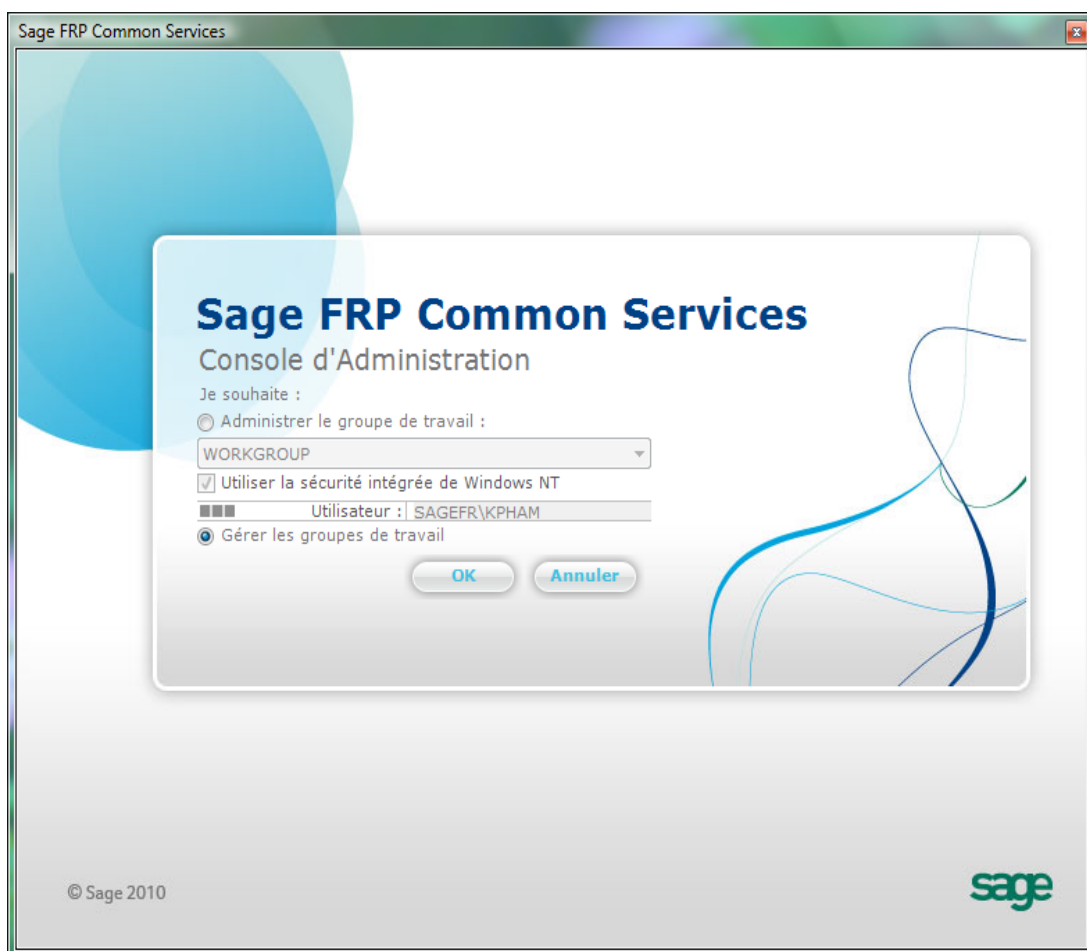 Sage FRP Common Services
Sage FRP Common Services
Console d'Administration
Je souhaite :
Administrer le groupe de travail :
WORKGROUP
Utiliser la sécurité intégrée de Windows NT
Utilisateur : SAGEFR\KPHAM
Gérer les groupes de travail
OK Annuler
© Sage 2010
sage